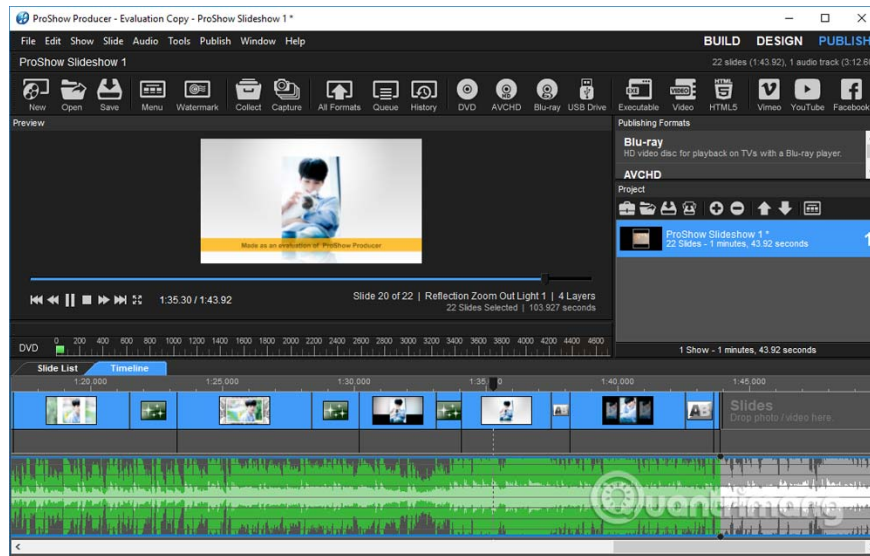 ProShow Producer - Evaluation Copy - ProShow Slideshow 1 *
File Edit Show Slide Audio Tools Publish Window Help
BUILD DESIGN PUBLISH
ProShow Slideshow 1
22 slides (1:43.92), 1 audio track (3:12.68
New Open Save Menu Watermark Collect Capture All Formats Queue History DVD AVCHD Blu-ray USB Drive Executable Video HTML5 Vimeo YouTube Facebook
Preview
Made as an evaluation of ProShow Producer
1:35.30 / 1:43.92
Slide 20 of 22 | Reflection Zoom Out Light 1 | 4 Layers
22 Slides Selected | 103.927 seconds
DVD 0 200 400 600 800 1000 1200 1400 1600 1800 2000 2200 2400 2600 2800 3000 3200 3400 3600 3800 4000 4200 4400 4600
Publishing Formats
Blu-ray
HD video disc for playback on TVs with a Blu-ray player.
AVCHD
Project
ProShow Slideshow 1 *
22 Slides - 1 minutes, 43.92 seconds
1
1 Show - 1 minutes, 43.92 seconds
Slide List Timeline
1:20.000 1:25.000 1:30.000 1:35 0 1:40.000 1:45.000
Slides
Drop photo / video here.
Quantrimang